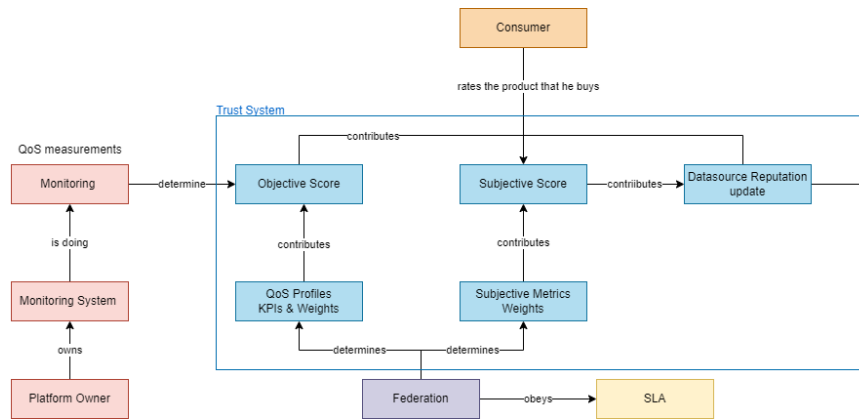 Consumer
rates the product that he buys
Trust System
contributes
QoS measurements
Monitoring
determine
Objective Score
Subjective Score
contriibutes
Datasource Reputation
update
is doing
contributes
contributes
Monitoring System
QoS Profiles
KPIs & Weights
Subjective Metrics
Weights
owns
determines
determines
Platform Owner
Federation
obeys
SLA